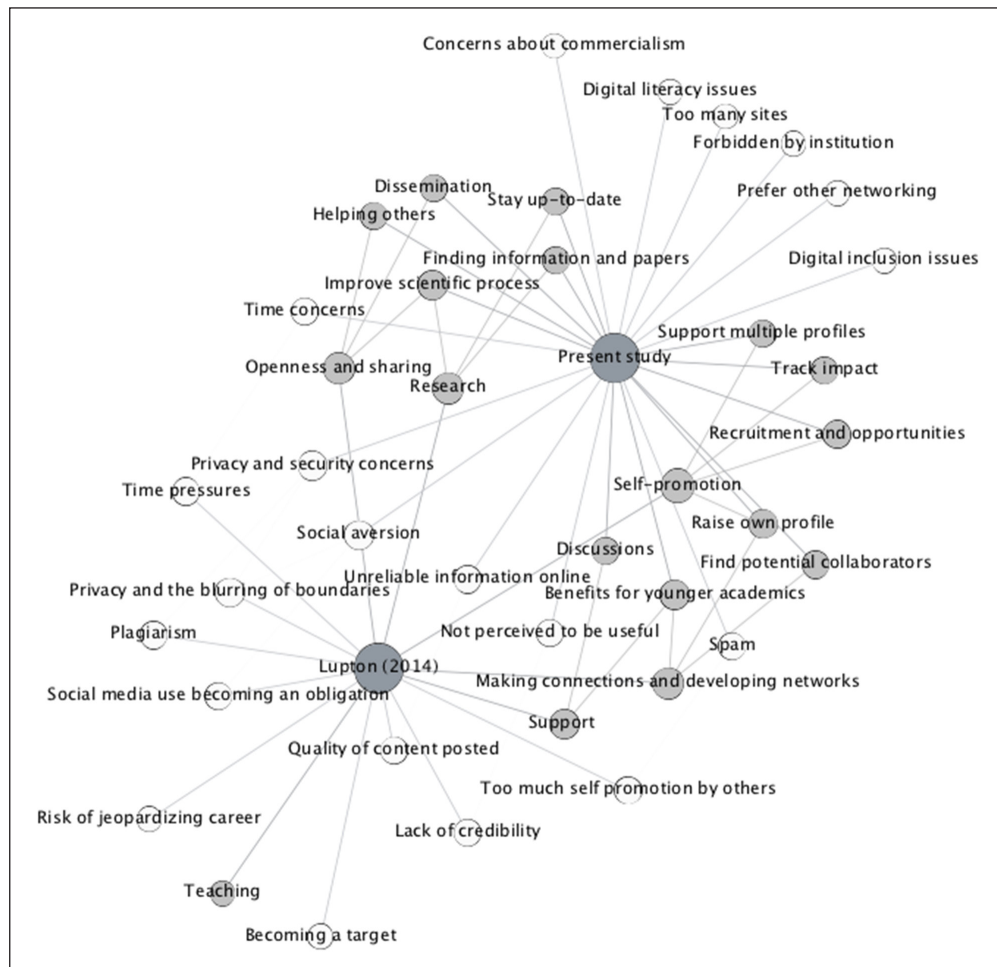 Concerns about commercialism
Digital literacy issues
Too many sites
Forbidden by institution
Dissemination
Prefer other networking
Stay up-to-date
Helping others
Finding information and papers
Digital inclusion issues
Improve scientific process
Time concerns
Support multiple profiles
Present study
Openness and sharing
Track impact
Research
Recruitment and opportunities
Privacy and security concerns
Self-promotion
Time pressures
Raise own profile
Social aversion
Discussions
Find potential collaborators
Unreliable information online
Privacy and the blurring of boundaries
Benefits for younger academics
Plagiarism
Not perceived to be useful
Spam
Lupton (2014)
Making connections and developing networks
Social media use becoming an obligation
Support
Quality of content posted
Too much self promotion by others
Risk of jeopardizing career
Lack of credibility
Teaching
Becoming a target